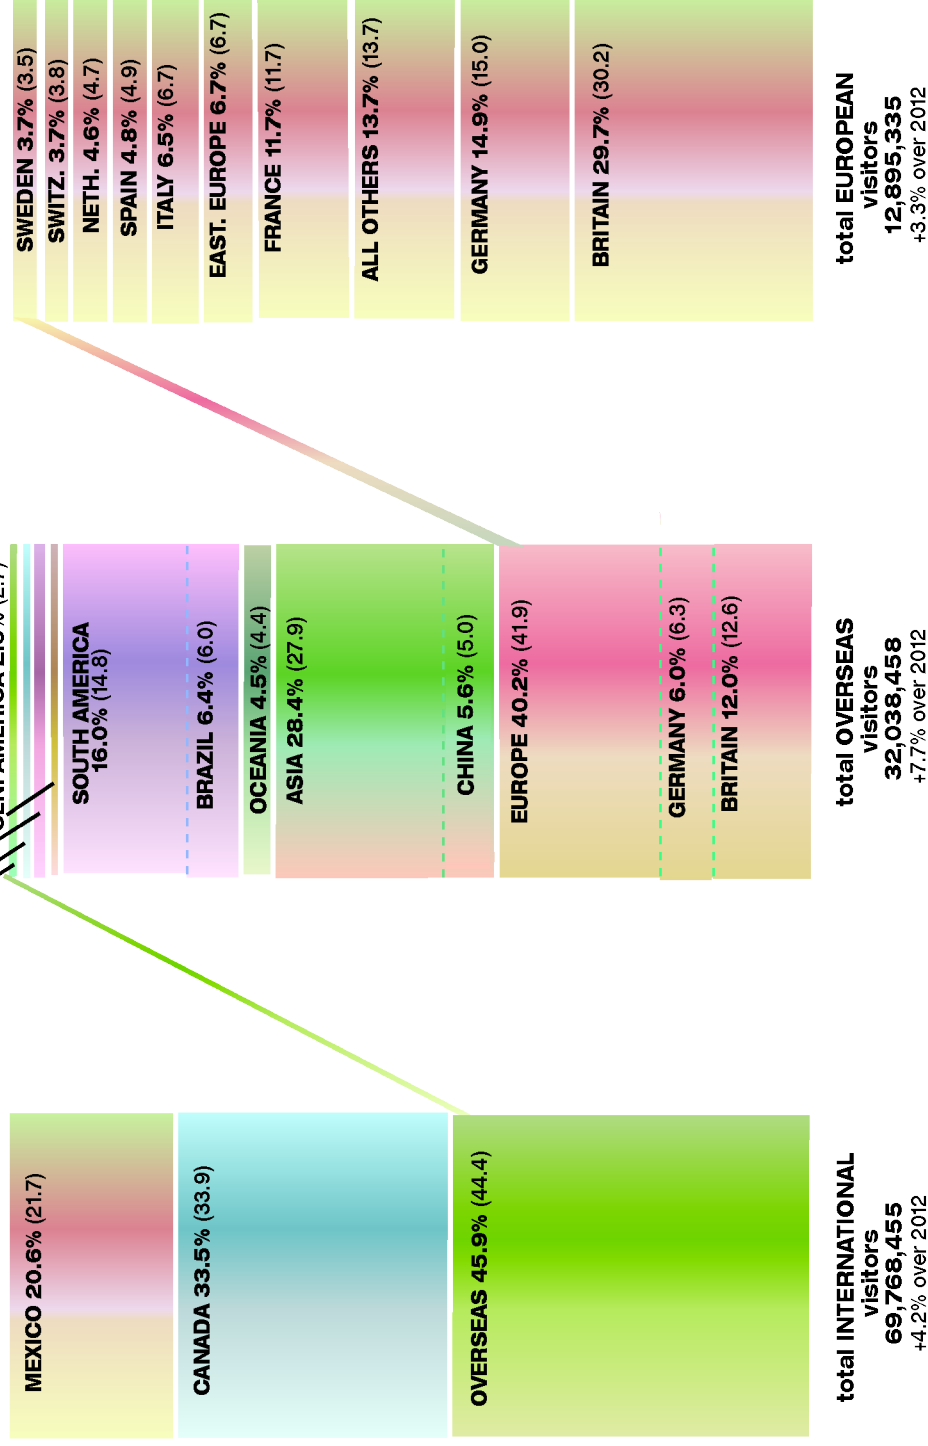 MEXICO 20.6% (21.7)
CANADA 33.5% (33.9)
OVERSEAS 45.9% (44.4)
total INTERNATIONAL
visitors
69,768,455
+4.2% over 2012
SOUTH AMERICA
16.0% (14.8)
BRAZIL 6.4% (6.0)
OCEANIA 4.5% (4.4)
ASIA 28.4% (27.9)
CHINA 5.6% (5.0)
EUROPE 40.2% (41.9)
GERMANY 6.0% (6.3)
BRITAIN 12.0% (12.6)
total OVERSEAS
visitors
32,038,458
+7.7% over 2012
SWEDEN 3.7% (3.5)
SWITZ. 3.7% (3.8)
NETH. 4.6% (4.7)
SPAIN 4.8% (4.9)
ITALY 6.5% (6.7)
EAST. EUROPE 6.7% (6.7)
FRANCE 11.7% (11.7)
ALL OTHERS 13.7% (13.7)
GERMANY 14.9% (15.0)
BRITAIN 29.7% (30.2)
total EUROPEAN
visitors
12,895,335
+3.3% over 2012